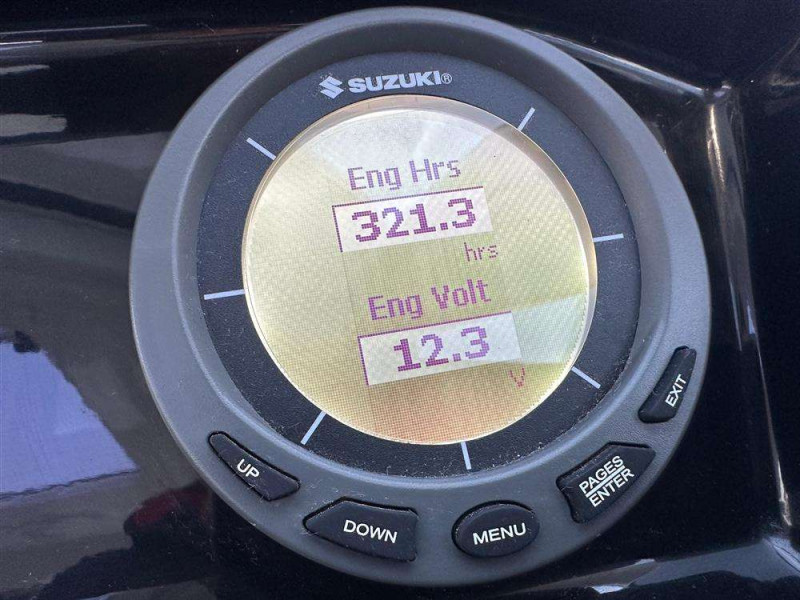 SUZUKI®
Eng Hrs
321.3
hrs
Eng Volt
12.3
V
UP
DOWN
MENU
PAGES
ENTER
EXIT